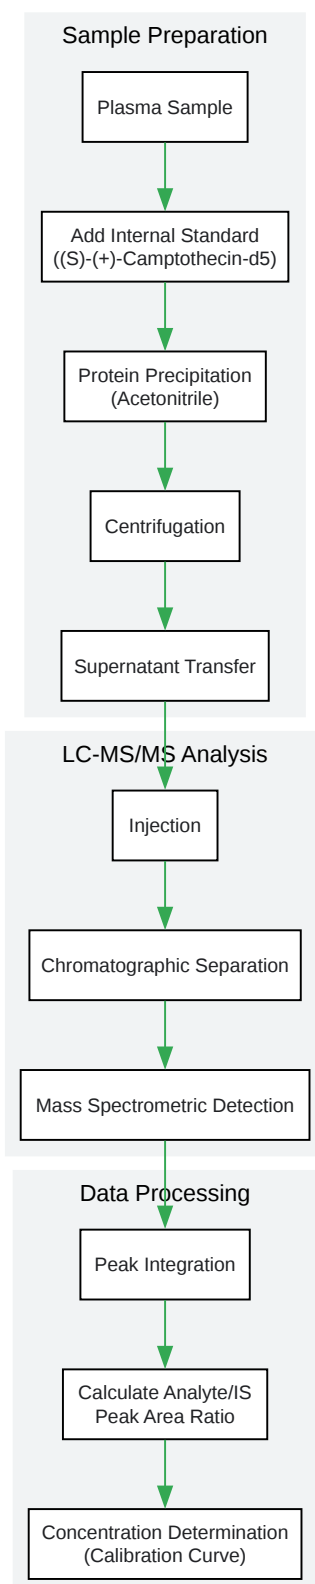 Sample Preparation
Plasma Sample
Add Internal Standard
((S)-(+)-Camptothecin-d5)
Protein Precipitation
(Acetonitrile)
Centrifugation
Supernatant Transfer
LC-MS/MS Analysis
Injection
Chromatographic Separation
Mass Spectrometric Detection
Data Processing
Peak Integration
Calculate Analyte/IS
Peak Area Ratio
Concentration Determination
(Calibration Curve)